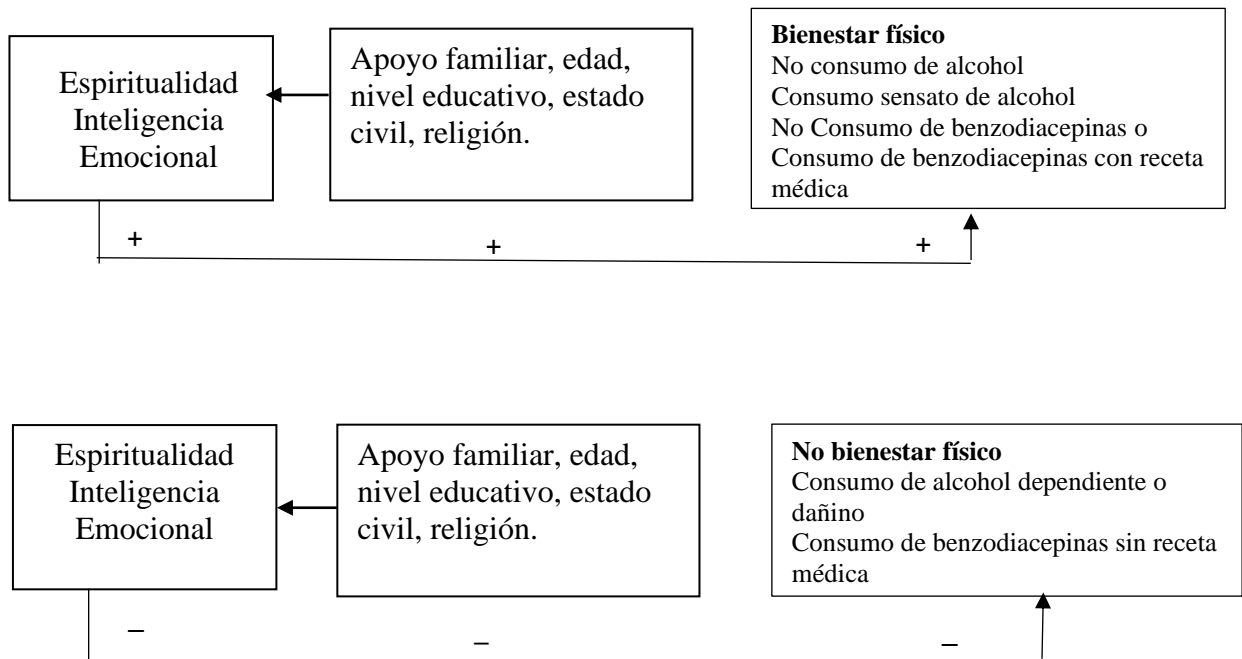 Espiritualidad
Inteligencia
Emocional
Apoyo familiar, edad,
nivel educativo, estado
civil, religión.
Bienestar físico
No consumo de alcohol
Consumo sensato de alcohol
No Consumo de benzodiacepinas o
Consumo de benzodiacepinas con receta
médica
+
+
+
Espiritualidad
Inteligencia
Emocional
Apoyo familiar, edad,
nivel educativo, estado
civil, religión.
No bienestar físico
Consumo de alcohol dependiente o
dañino
Consumo de benzodiacepinas sin receta
médica
–
–
–